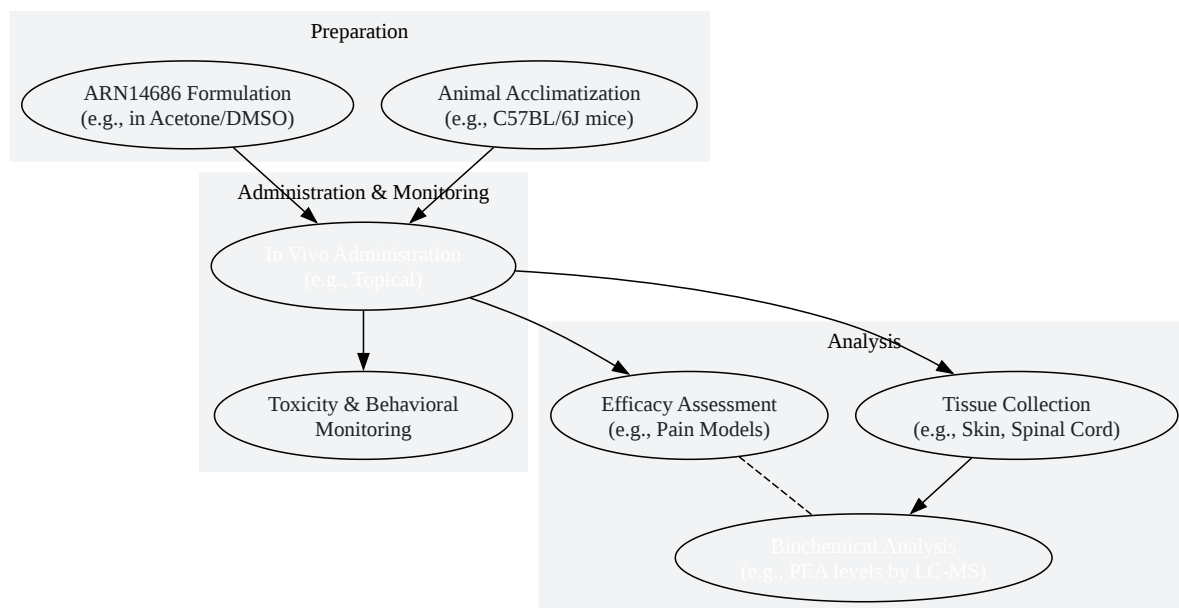 Preparation
ARN14686 Formulation
(e.g., in Acetone/DMSO)
Animal Acclimatization
(e.g., C57BL/6J mice)
Administration & Monitoring
In Vivo Administration
(e.g., Topical)
Toxicity & Behavioral
Monitoring
Analysis
Efficacy Assessment
(e.g., Pain Models)
Tissue Collection
(e.g., Skin, Spinal Cord)
Biochemical Analysis
(e.g., PEA levels by LC-MS)